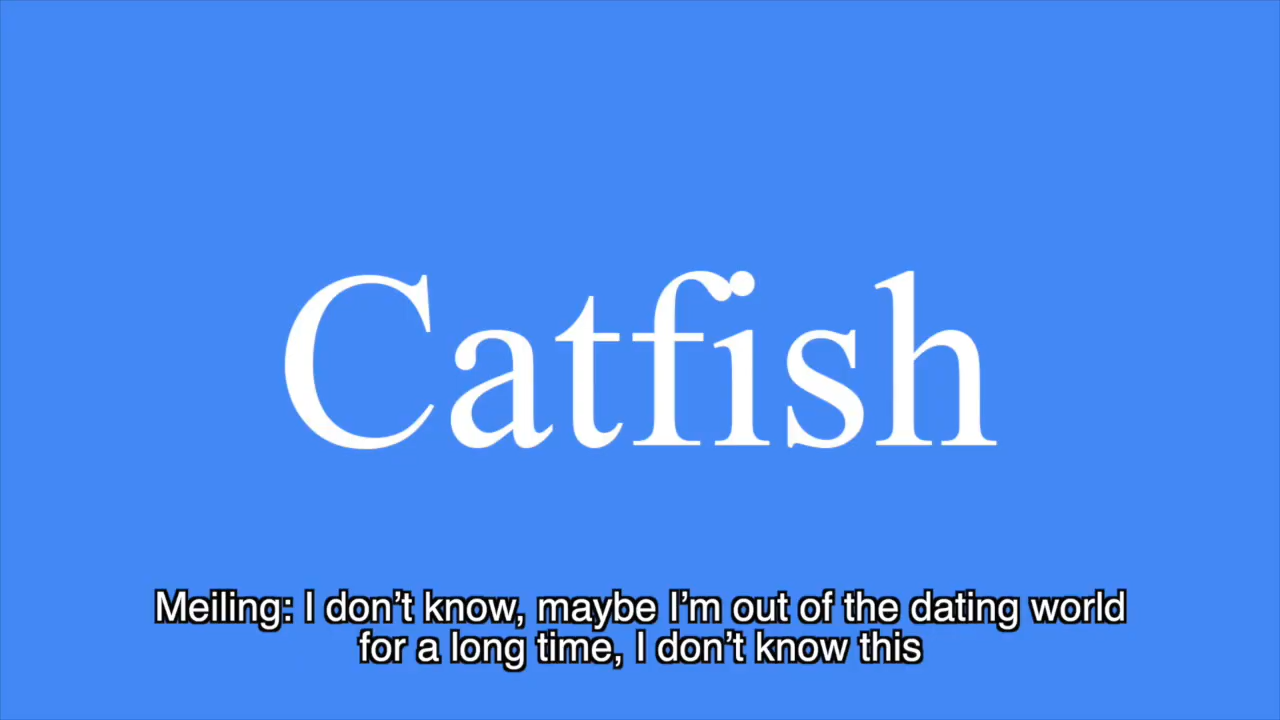 Catfish
Meiling: I don’t know, maybe I’m out of the dating world
for a long time, I don’t know this